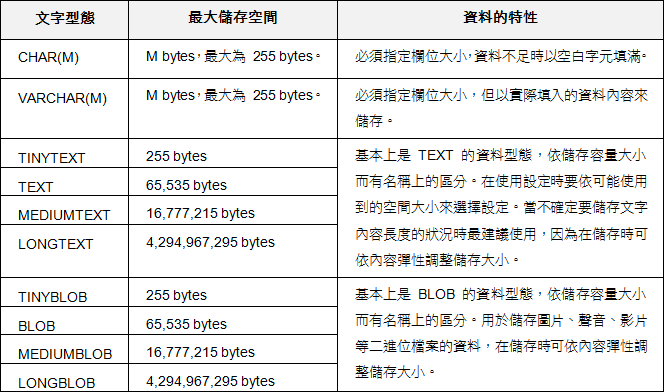 文字型態 最大儲存空間 資料的特性
CHAR(M) M bytes，最大為 255 bytes。 必須指定欄位大小，資料不足時以空白字元填滿。
VARCHAR(M) M bytes，最大為 255 bytes。 必須指定欄位大小，但以實際填入的資料內容來
儲存。
TINYTEXT 255 bytes
TEXT 65,535 bytes
MEDIUMTEXT 16,777,215 bytes
LONGTEXT 4,294,967,295 bytes
基本上是 TEXT 的資料型態，依儲存容量大小
而有名稱上的區分。在使用設定時要依可能使用
到的空間大小來選擇設定。當不確定要儲存文字
內容長度的狀況時最建議使用，因為在儲存時可
依內容彈性調整儲存大小。
TINYBLOB 255 bytes
BLOB 65,535 bytes
MEDIUMBLOB 16,777,215 bytes
LONGBLOB 4,294,967,295 bytes
基本上是 BLOB 的資料型態，依儲存容量大小
而有名稱上的區分。用於儲存圖片、聲音、影片
等二進位檔案的資料，在儲存時可依內容彈性調
整儲存大小。